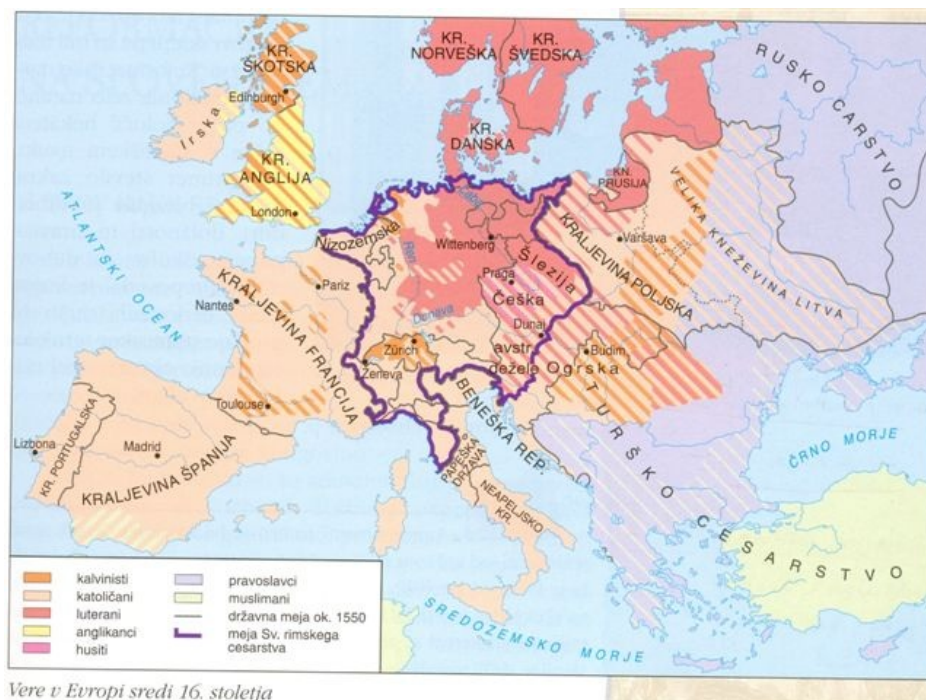 KR.
ŠKOTSKA
Edinburgh
Irska
KR.
ANGLIJA
London
KR.
NORVEŠKA
KR.
ŠVEDSKA
KR.
DANSKA
RUSKO CARSTVO
KN.
PRUSIJA
VELIKA
KNEŽEVINA LITVA
KRALJEVINA POLJSKA
Varšava
ATLANTSKI OCEAN
Nizozemska
Ren
Wittenberg
Šlezija
Praga
Češka
Dunaj
avstr.
dežele
Ogrska
Budim
Donava
Pariz
Nantes
KRALJEVINA FRANCIJA
Zürich
Ženeva
Toulouse
BENEŠKA REP.
PAPEŠKA
DRŽAVA
NEAPELJSKO
KR.
Lizbona
KR. PORTUGALSKA
Madrid
KRALJEVINA ŠPANIJA
TURŠKO CESARSTVO
ČRNO MORJE
SREDOZEMSKO MORJE
kalvinisti
katoličani
luterani
anglikanci
husiti
pravoslavci
muslimani
državna meja ok. 1550
meja Sv. rimskega
cesarstva
Vere v Evropi sredi 16. stoletja